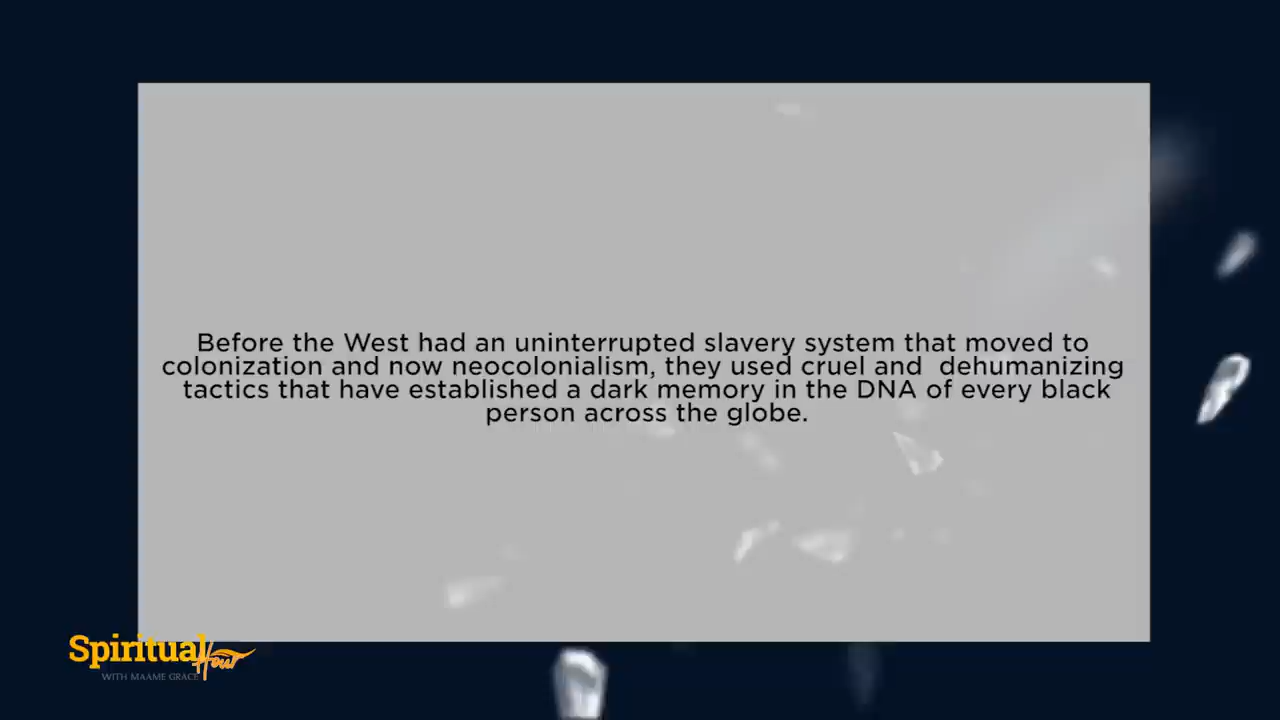 Before the West had an uninterrupted slavery system that moved to
colonization and now neocolonialism, they used cruel and  dehumanizing
tactics that have established a dark memory in the DNA of every black
person across the globe.
Spiritual Hour
WITH MAAME GRACE